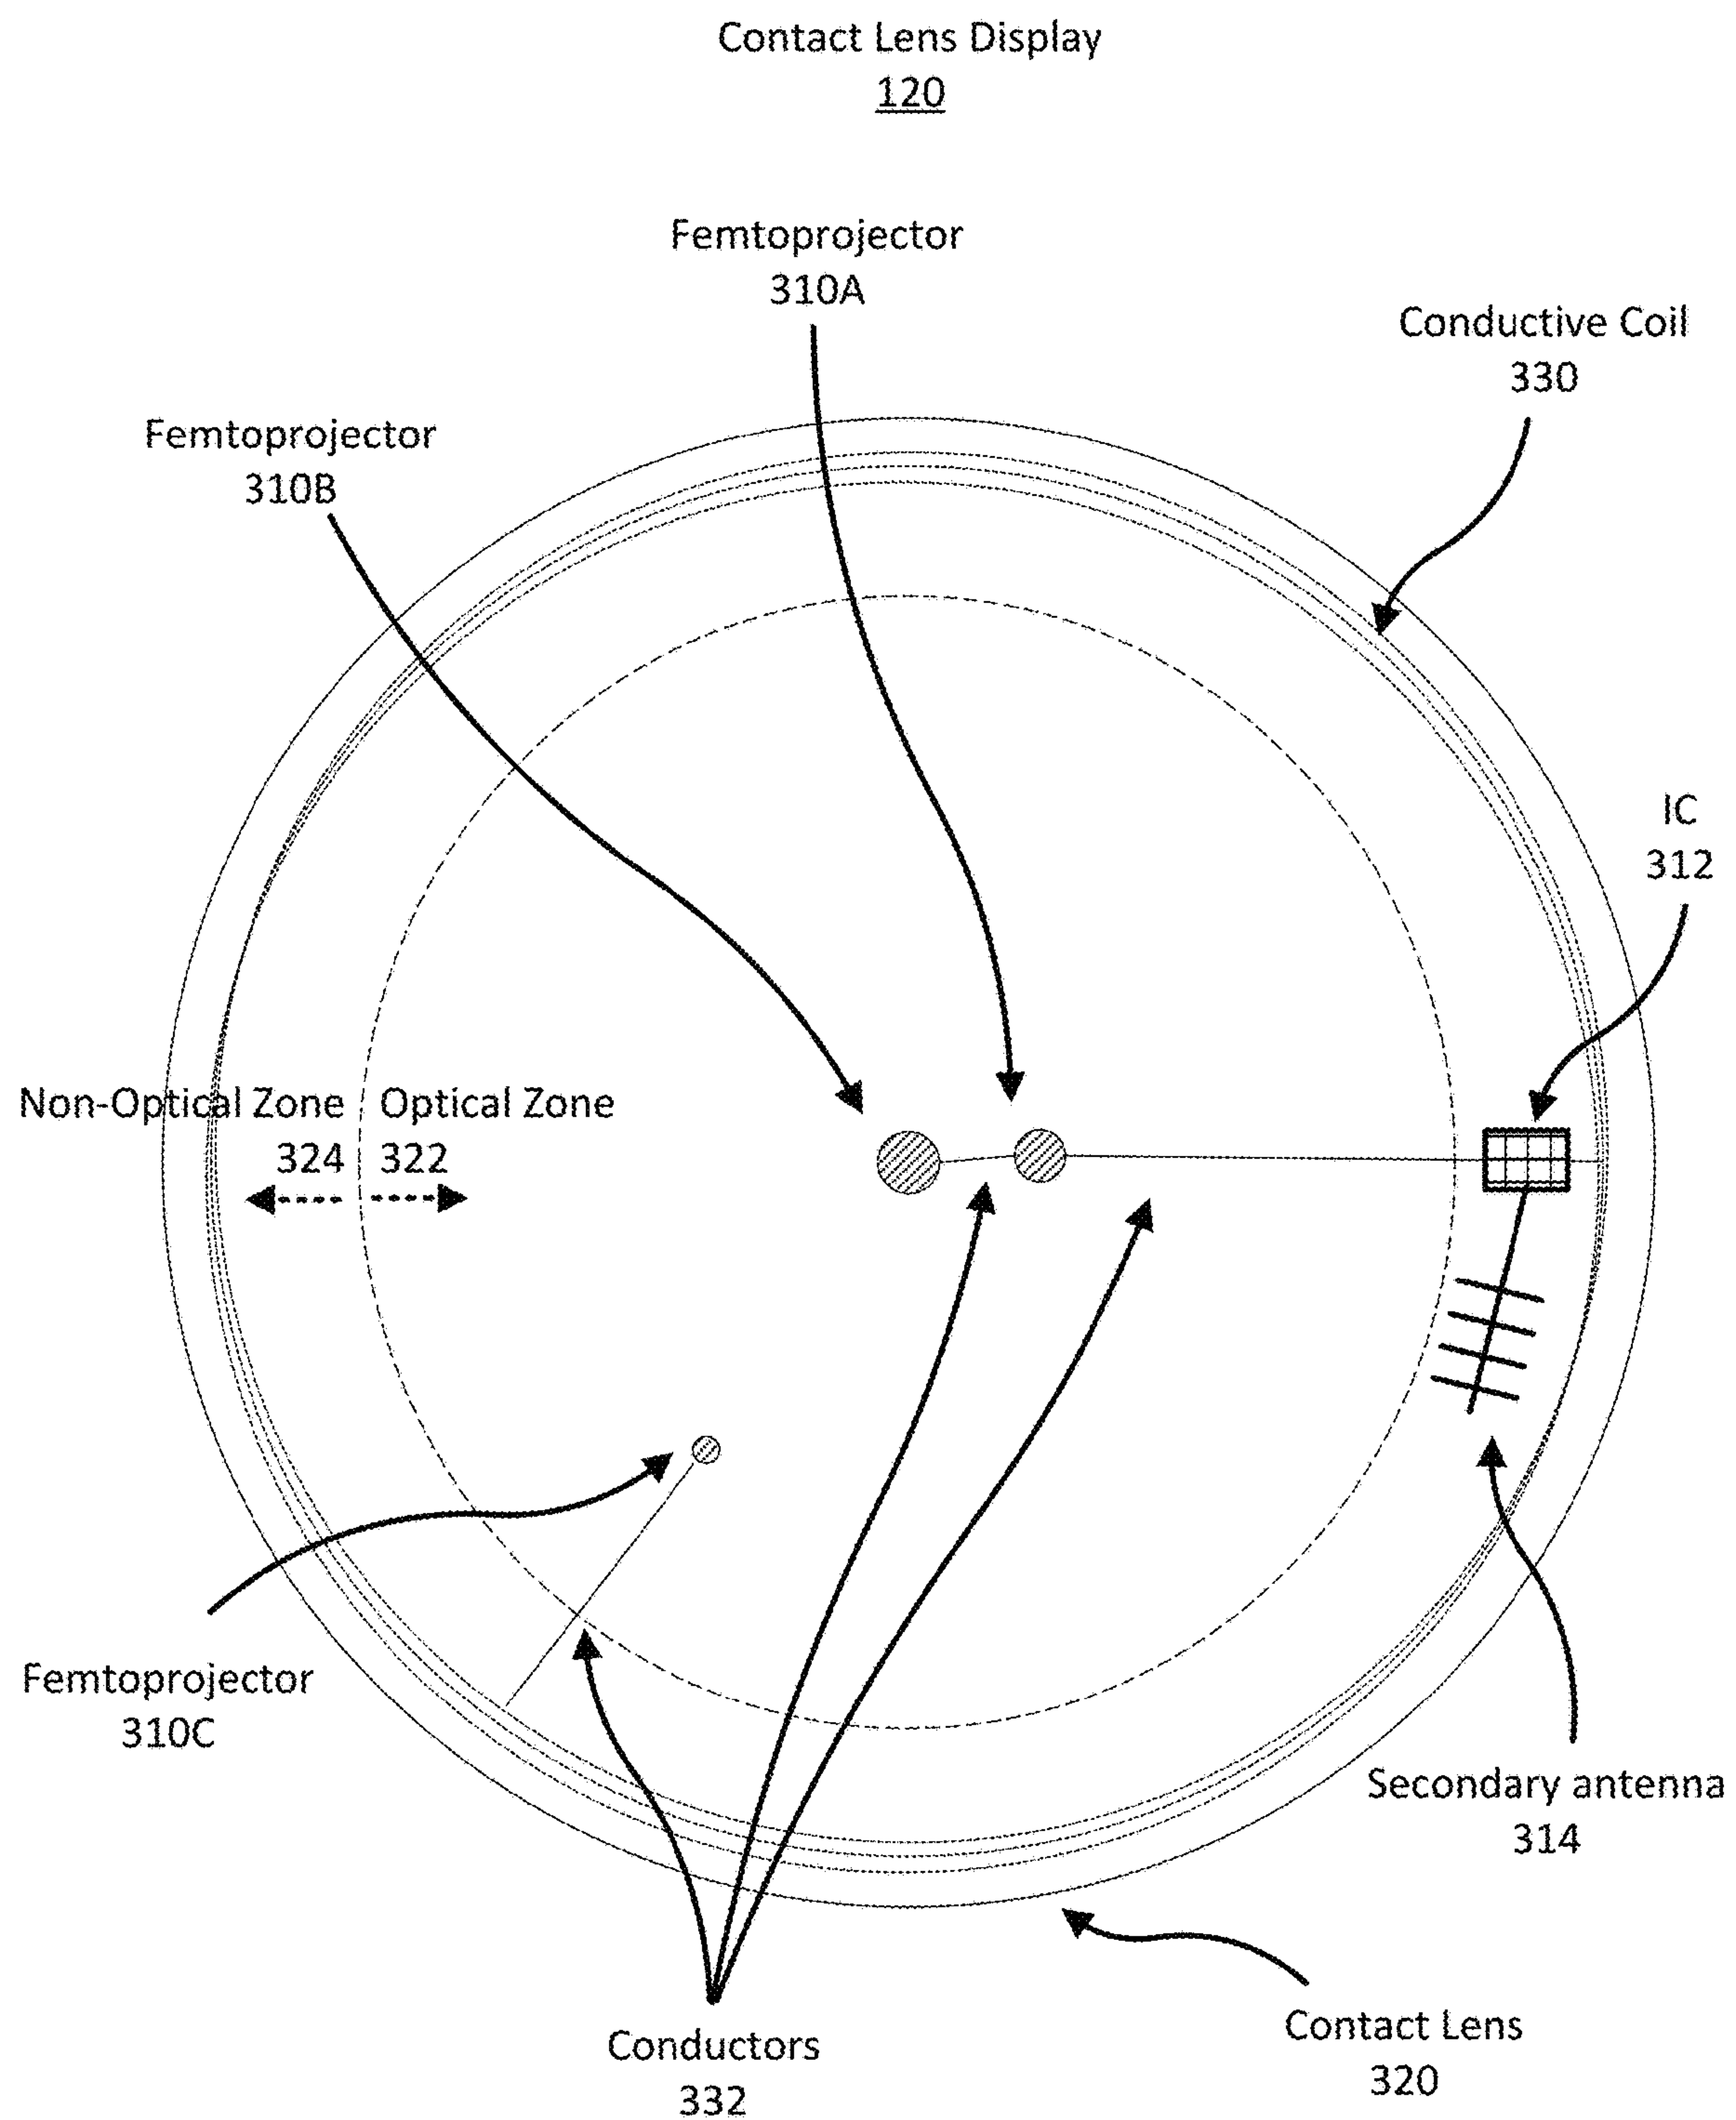 Contact Lens Display
120
Femtoprojector
310A
Conductive Coil
330
Femtoprojector
310B
IC
312
Non-Optical Zone
324
Optical Zone
322
Femtoprojector
310C
Secondary antenna
314
Contact Lens
320
Conductors
332